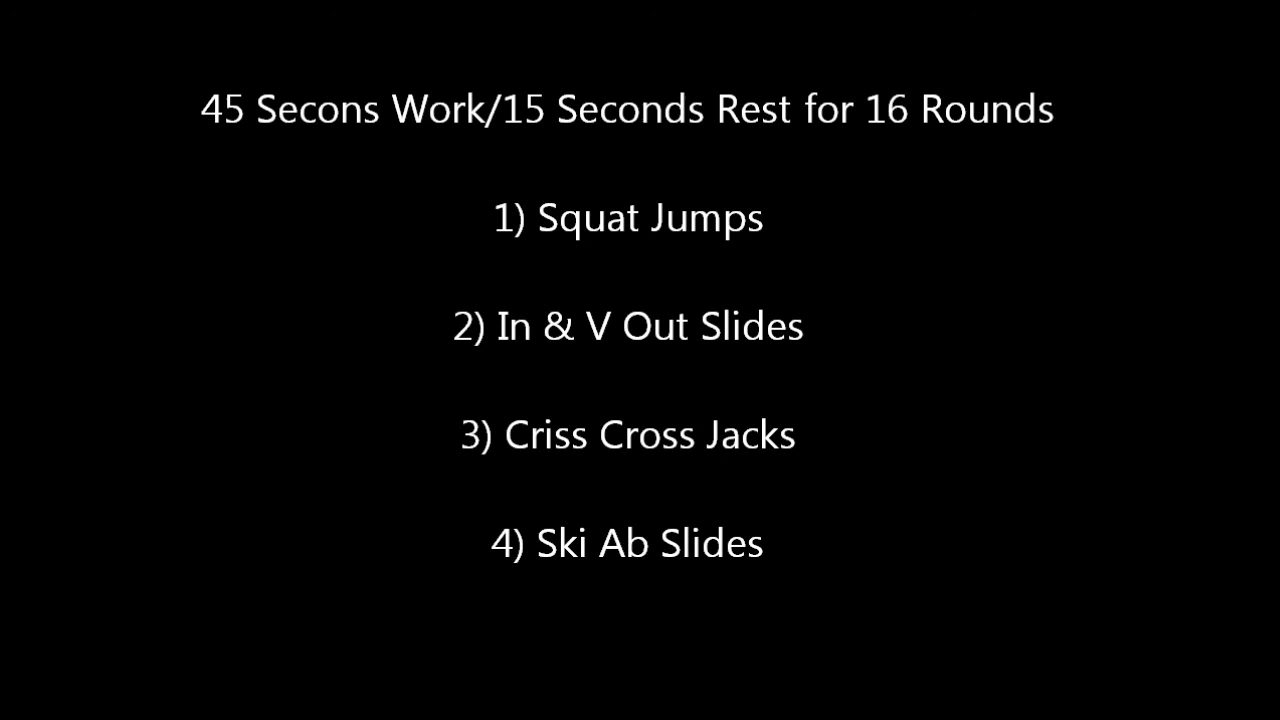 45 Secons Work/15 Seconds Rest for 16 Rounds
1) Squat Jumps
2) In & V Out Slides
3) Criss Cross Jacks
4) Ski Ab Slides